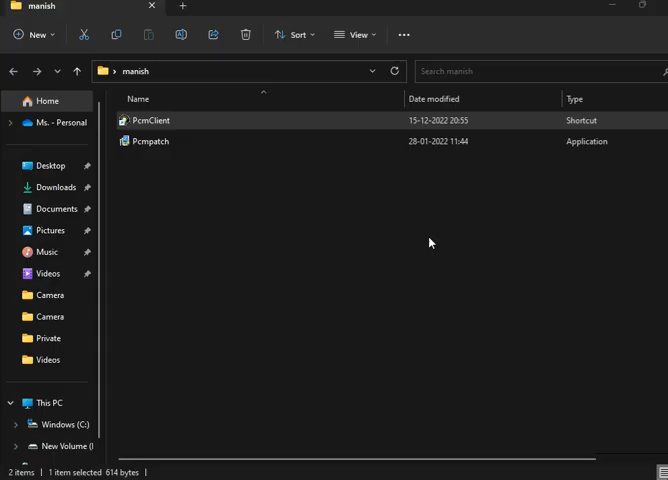 manish
New
Sort
View
manish
Search manish
Name
Date modified
Type
PcmClient
15-12-2022 20:55
Shortcut
Pcmpatch
28-01-2022 11:44
Application
Home
Ms. - Personal
Desktop
Downloads
Documents
Pictures
Music
Videos
Camera
Camera
Private
Videos
This PC
Windows (C:)
New Volume (
2 items
1 item selected 614 bytes